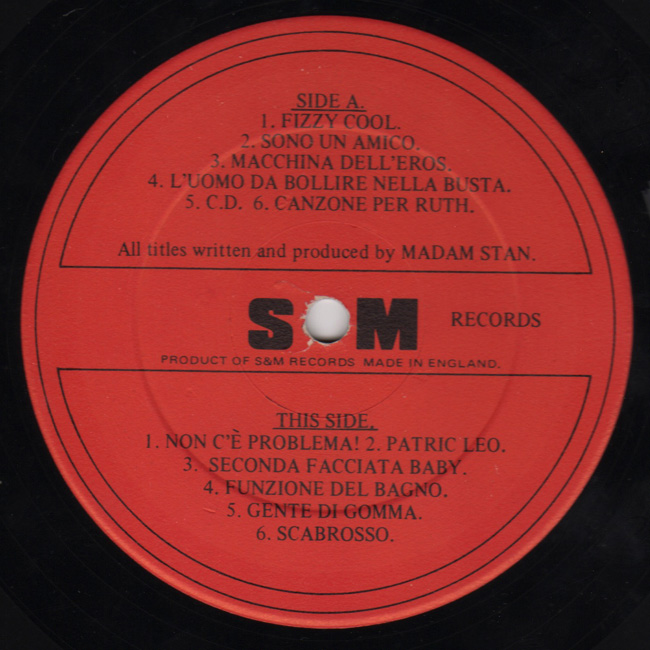 SIDE A.
1. FIZZY COOL.
2. SONO UN AMICO.
3. MACCHINA DELL'EROS.
4. L'UOMO DA BOLLIRE NELLA BUSTA.
5. C.D. 6. CANZONE PER RUTH.
All titles written and produced by MADAM STAN.
S M RECORDS
PRODUCT OF S&M RECORDS MADE IN ENGLAND.
THIS SIDE.
1. NON C'È PROBLEMA! 2. PATRIC LEO.
3. SECONDA FACCIATA BABY.
4. FUNZIONE DEL BAGNO.
5. GENTE DI GOMMA.
6. SCABROSSO.